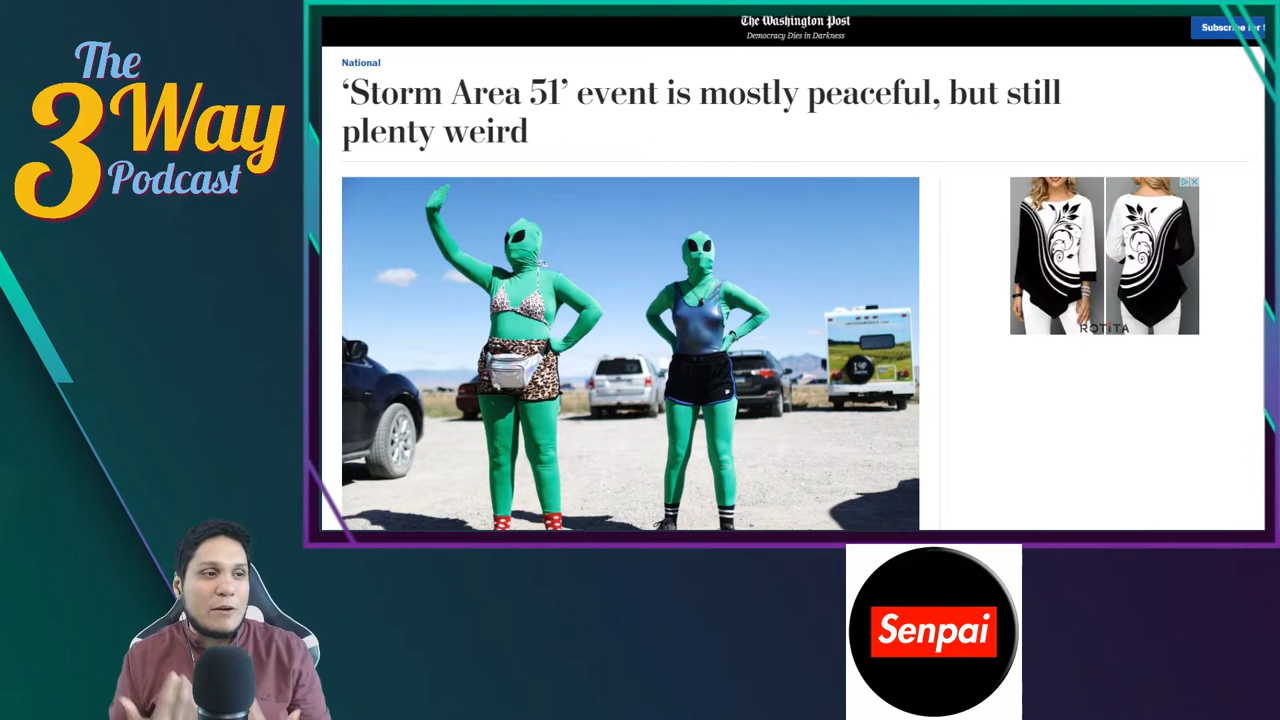 The
3 Way
Podcast
The Washington Post
Democracy Dies in Darkness
National
‘Storm Area 51’ event is mostly peaceful, but still
plenty weird
ROTITA
Senpai